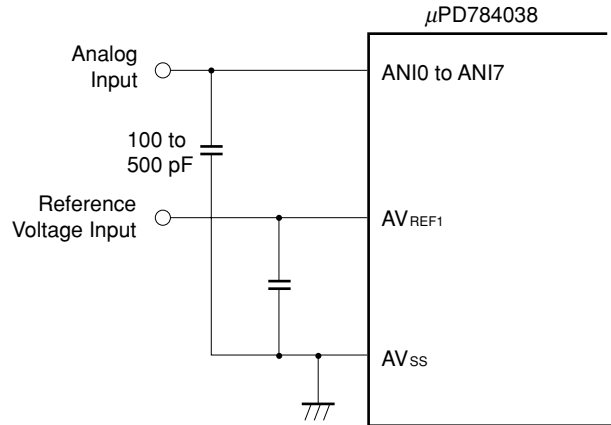 μPD784038
Analog
Input
ANI0 to ANI7
100 to
500 pF
Reference
Voltage Input
AVREF1
AVSS